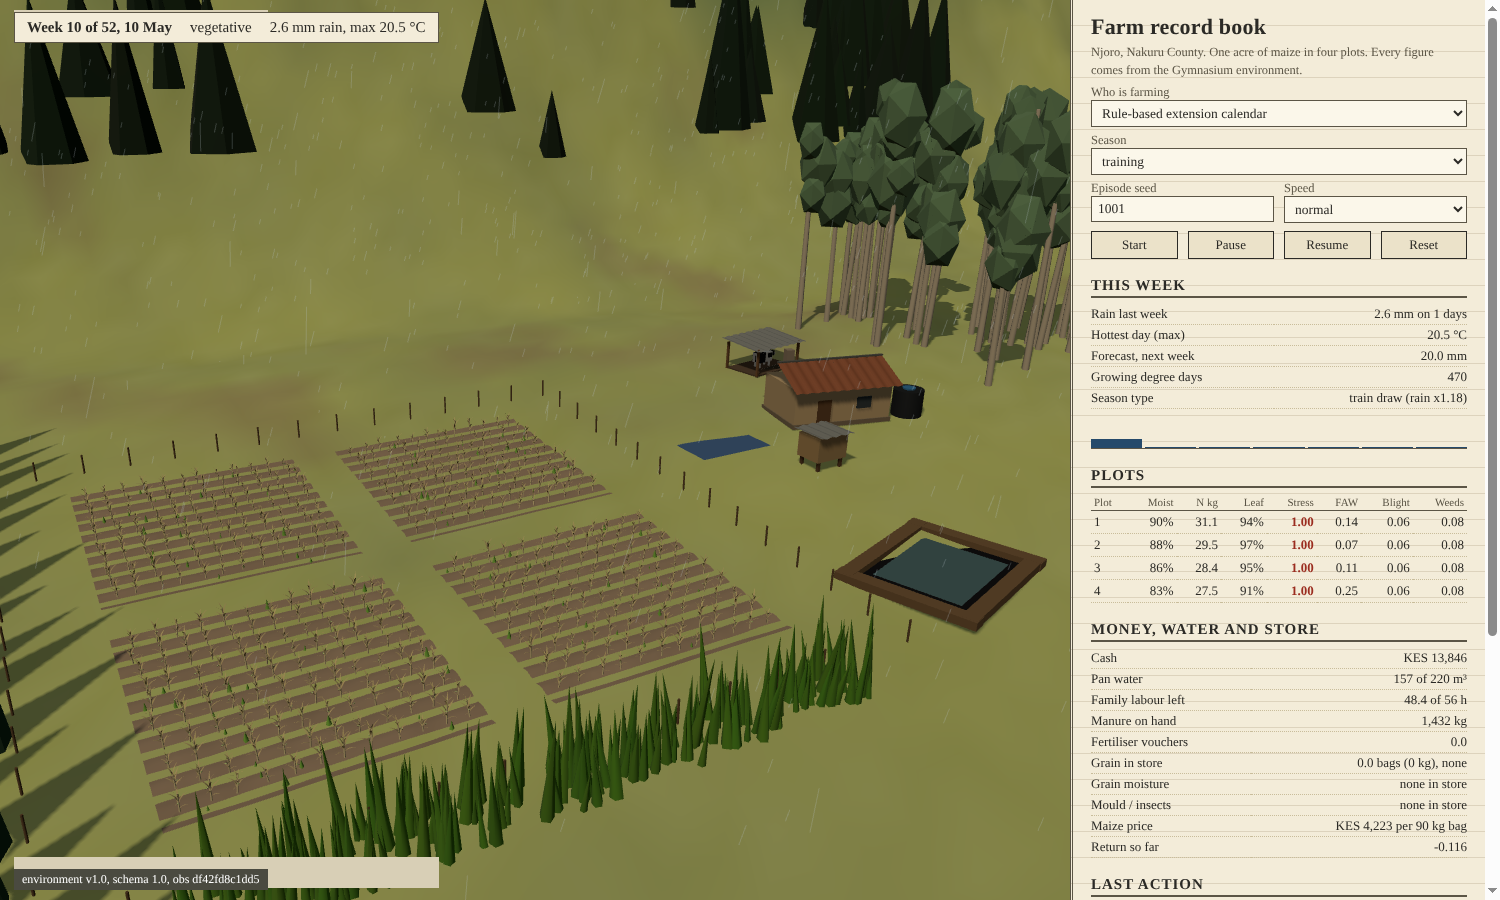 Week 10 of 52, 10 May vegetative 2.6 mm rain, max 20.5 °C
environment v1.0, schema 1.0, obs df42fd8c1dd5
Farm record book
Njoro, Nakuru County. One acre of maize in four plots. Every figure
comes from the Gymnasium environment.
Who is farming
Rule-based extension calendar
Season
training
Episode seed Speed
1001 normal
Start Pause Resume Reset
THIS WEEK
Rain last week 2.6 mm on 1 days
Hottest day (max) 20.5 °C
Forecast, next week 20.0 mm
Growing degree days 470
Season type train draw (rain x1.18)
PLOTS
Plot Moist N kg Leaf Stress FAW Blight Weeds
1 90% 31.1 94% 1.00 0.14 0.06 0.08
2 88% 29.5 97% 1.00 0.07 0.06 0.08
3 86% 28.4 95% 1.00 0.11 0.06 0.08
4 83% 27.5 91% 1.00 0.25 0.06 0.08
MONEY, WATER AND STORE
Cash KES 13,846
Pan water 157 of 220 m³
Family labour left 48.4 of 56 h
Manure on hand 1,432 kg
Fertiliser vouchers 0.0
Grain in store 0.0 bags (0 kg), none
Grain moisture none in store
Mould / insects none in store
Maize price KES 4,223 per 90 kg bag
Return so far -0.116
LAST ACTION